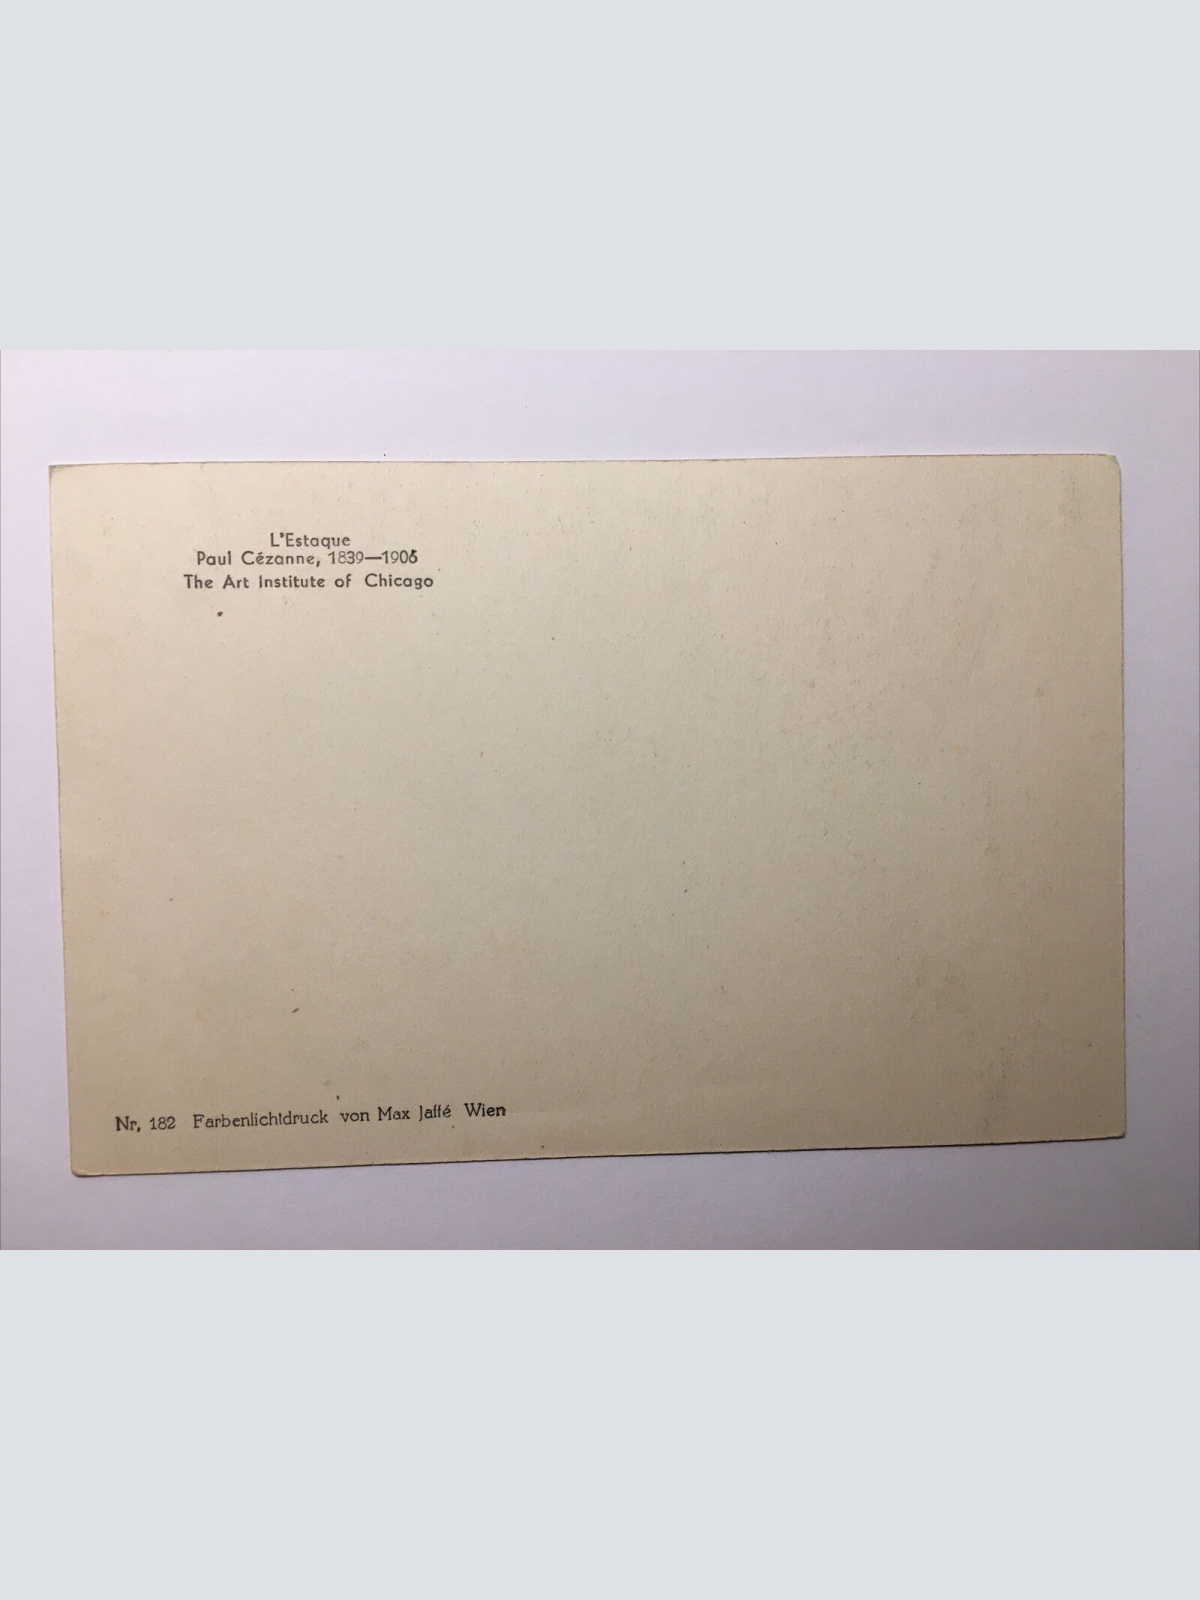 L'Estaque
Paul Cézanne, 1839—1906
The Art Institute of Chicago
Nr. 182 Farbenlichtdruck von Max Jaffé Wien